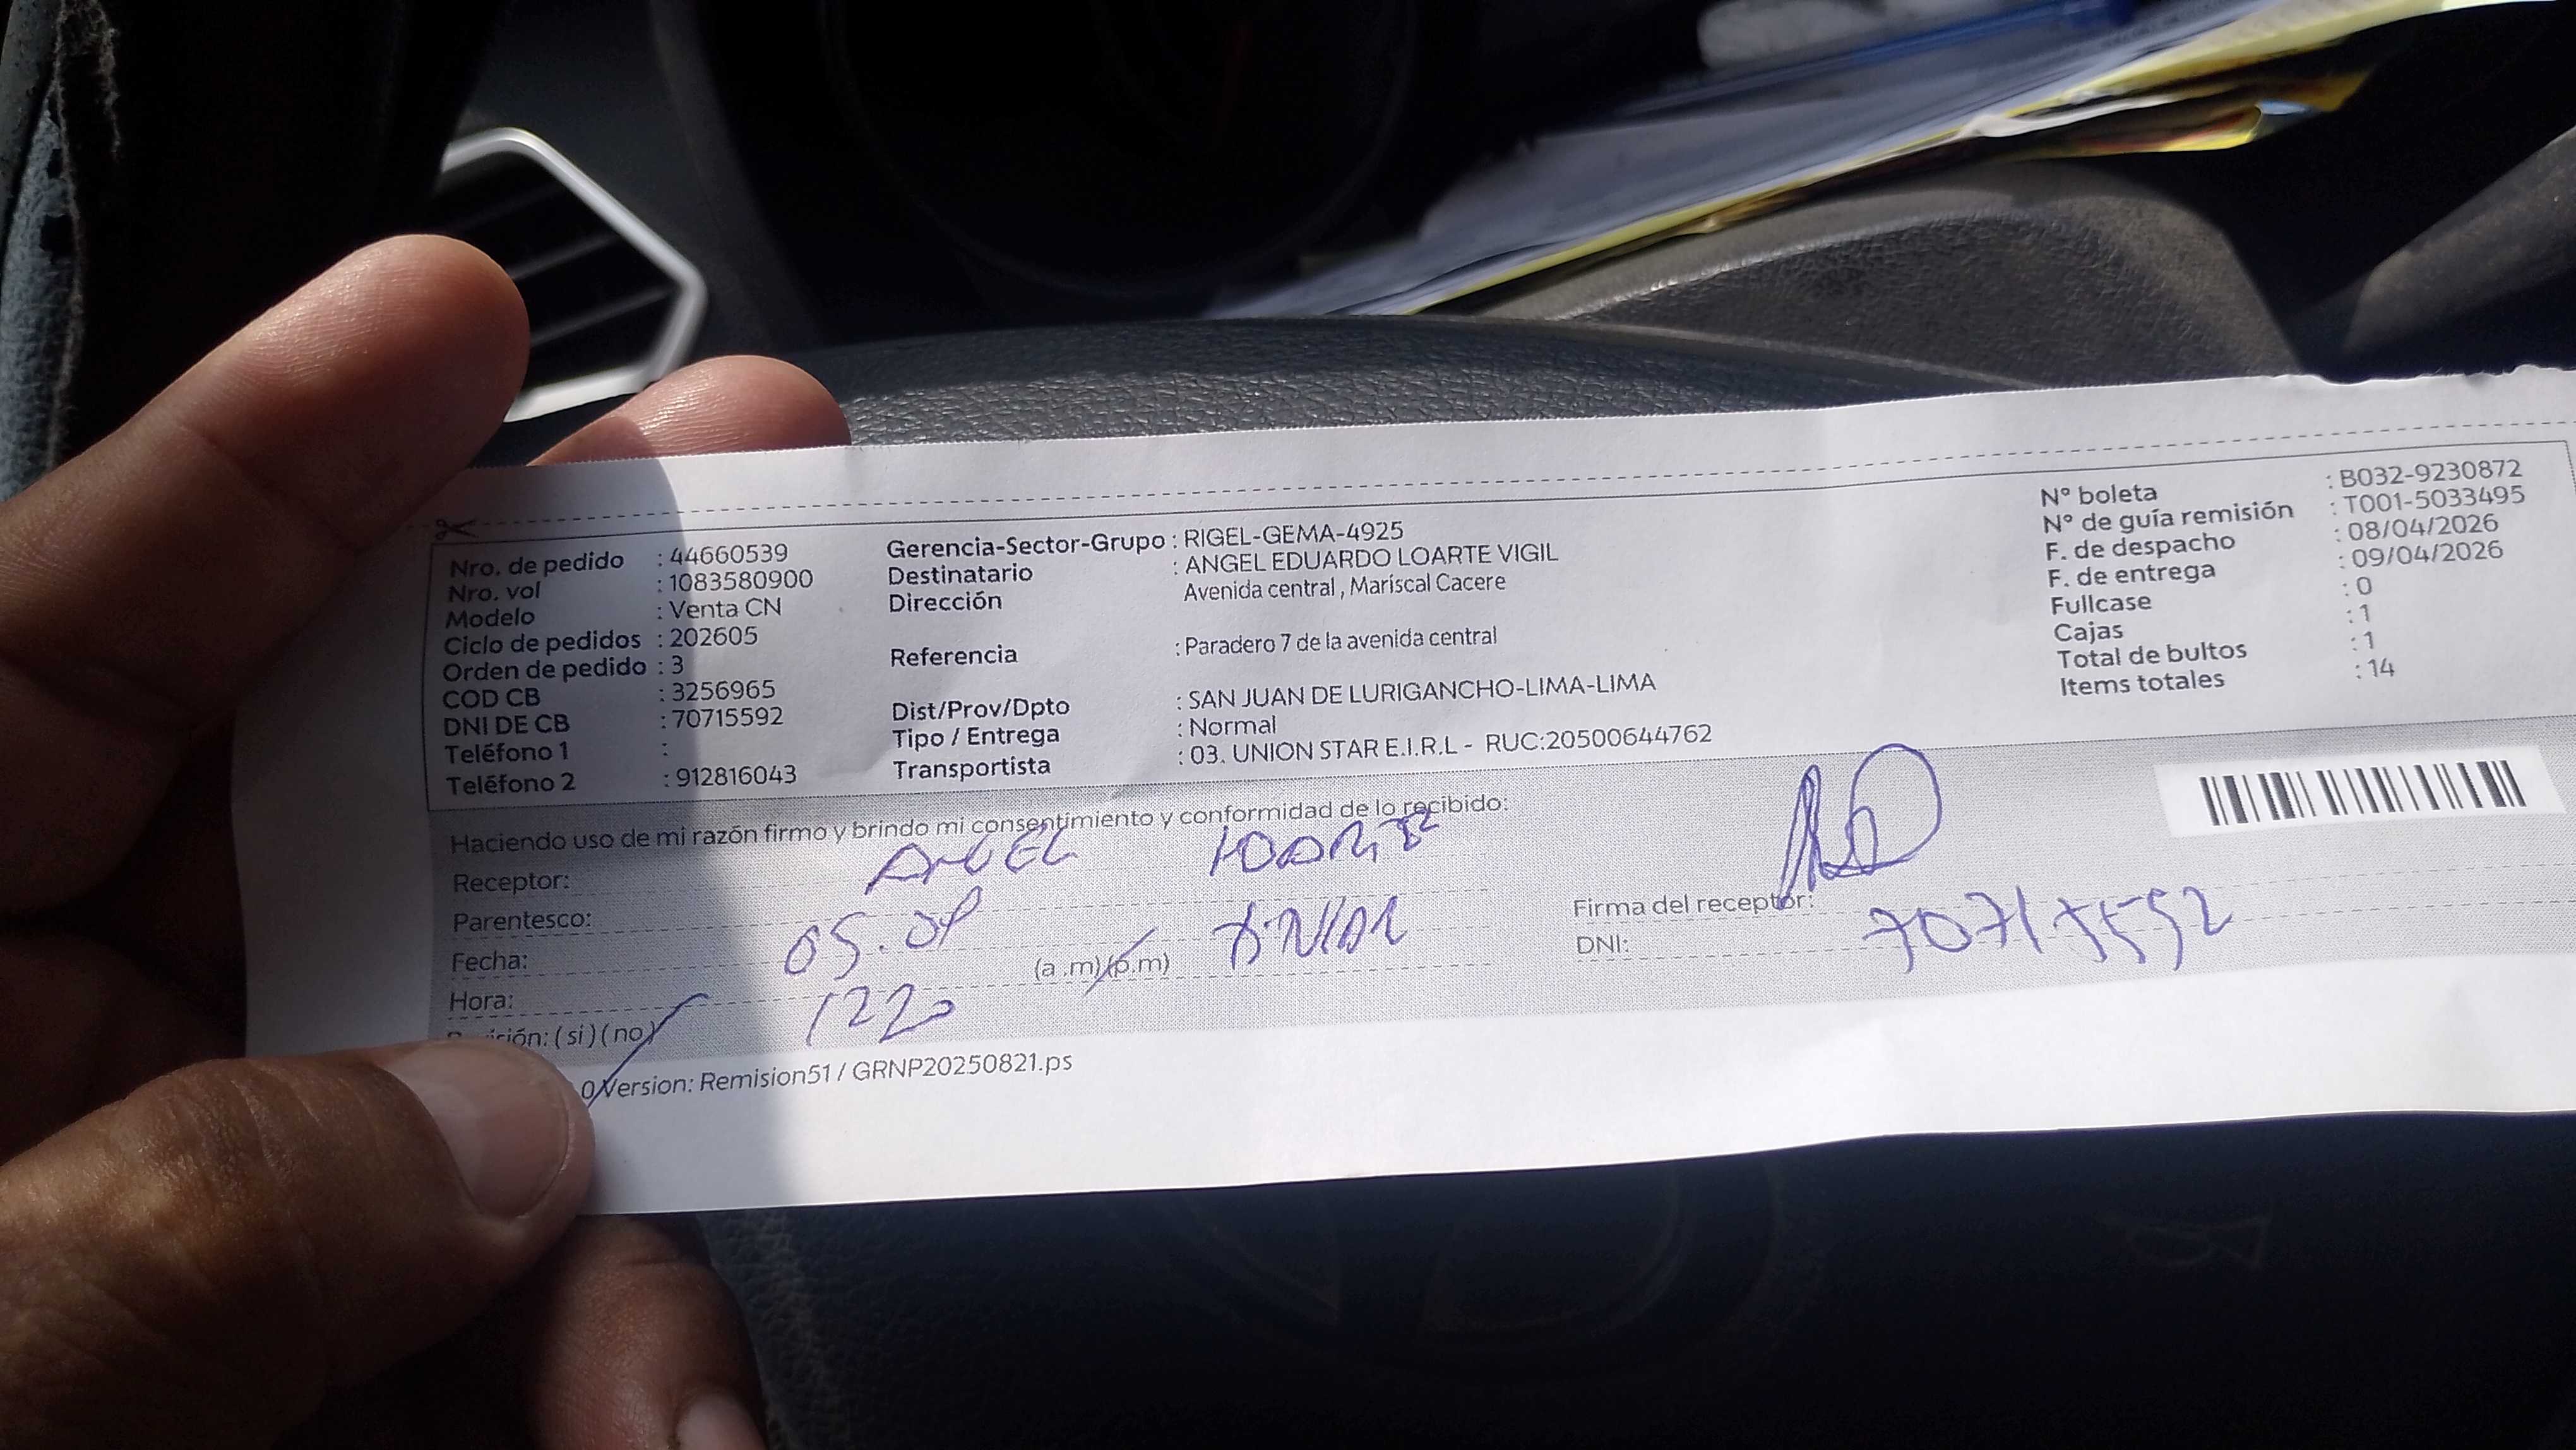 Nro. de pedido : 44660539
Nro. vol : 1083580900
Modelo : Venta CN
Ciclo de pedidos : 202605
Orden de pedido : 3
COD CB : 3256965
DNI DE CB : 70715592
Teléfono 1 :
Teléfono 2 : 912816043
Gerencia-Sector-Grupo : RIGEL-GEMA-4925
Destinatario : ANGEL EDUARDO LOARTE VIGIL
Dirección Avenida central , Mariscal Cacere
Referencia : Paradero 7 de la avenida central
Dist/Prov/Dpto : SAN JUAN DE LURIGANCHO-LIMA-LIMA
Tipo / Entrega : Normal
Transportista : 03. UNION STAR E.I.R.L - RUC:20500644762
N° boleta : B032-9230872
N° de guía remisión : T001-5033495
F. de despacho : 08/04/2026
F. de entrega : 09/04/2026
Fullcase : 0
Cajas : 1
Total de bultos : 1
Items totales : 14
Haciendo uso de mi razón firmo y brindo mi consentimiento y conformidad de lo recibido:
Receptor: ANGEL
Parentesco:
Fecha:
Hora: 1220 (a .m)(p.m)
ición: ( si ) ( no )
Firma del receptor:
DNI: 70715592
0 Version: Remision51 / GRNP20250821.ps